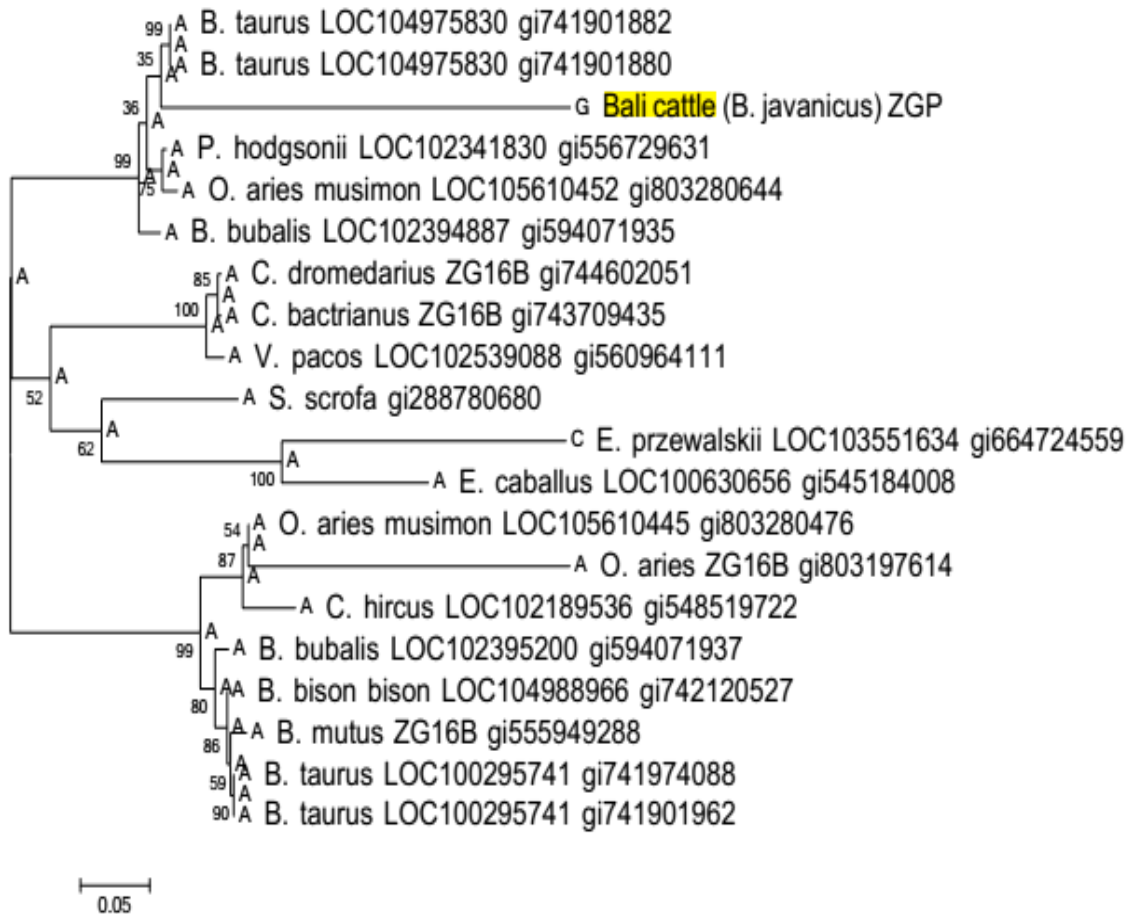 99 A B. taurus LOC104975830 gi741901882
A
35 A A B. taurus LOC104975830 gi741901880
G Bali cattle (B. javanicus) ZGP
36 A
A P. hodgsonii LOC102341830 gi556729631
99 A A
75 A O. aries musimon LOC105610452 gi803280644
A B. bubalis LOC102394887 gi594071935
A
85 A C. dromedarius ZG16B gi744602051
A
100 A A C. bactrianus ZG16B gi743709435
A V. pacos LOC102539088 gi560964111
A
52
A S. scrofa gi288780680
A
62
C E. przewalskii LOC103551634 gi664724559
A
100 A E. caballus LOC100630656 gi545184008
54 A O. aries musimon LOC105610445 gi803280476
A
87 A A O. aries ZG16B gi803197614
A C. hircus LOC102189536 gi548519722
A
99 A B. bubalis LOC102395200 gi594071937
A A B. bison bison LOC104988966 gi742120527
80
A A B. mutus ZG16B gi555949288
86
A
59 A B. taurus LOC100295741 gi741974088
A
90 A B. taurus LOC100295741 gi741901962
0.05